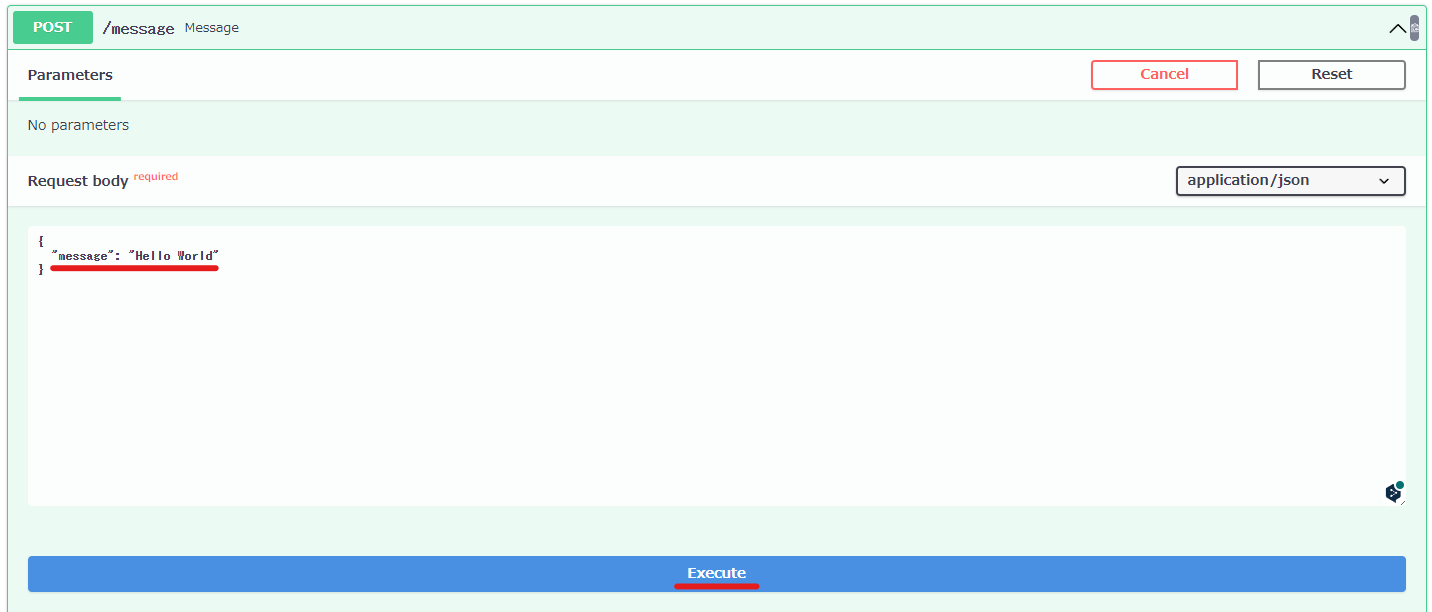 POST /message Message
Parameters Cancel Reset
No parameters
Request body required application/json
{
"message": "Hello World"
}
Execute